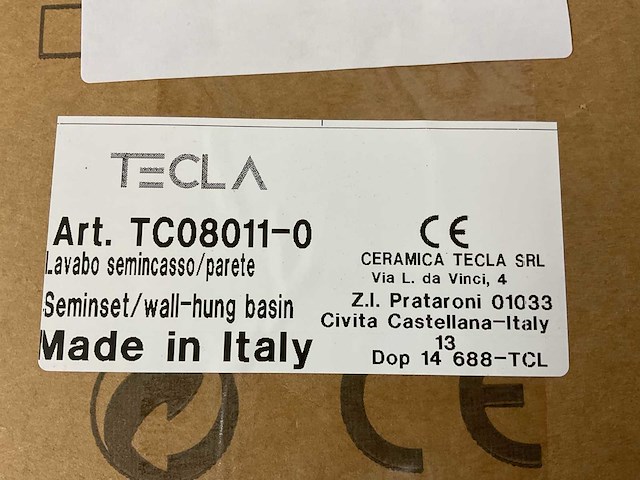 TECLA
Art. TC08011-0
Lavabo semincasso/parete
Seminset/wall-hung basin
Made in Italy
CE
CERAMICA TECLA SRL
Via L. da Vinci, 4
Z.I. Prataroni 01033
Civita Castellana-Italy
13
Dop 14 688-TCL
CE